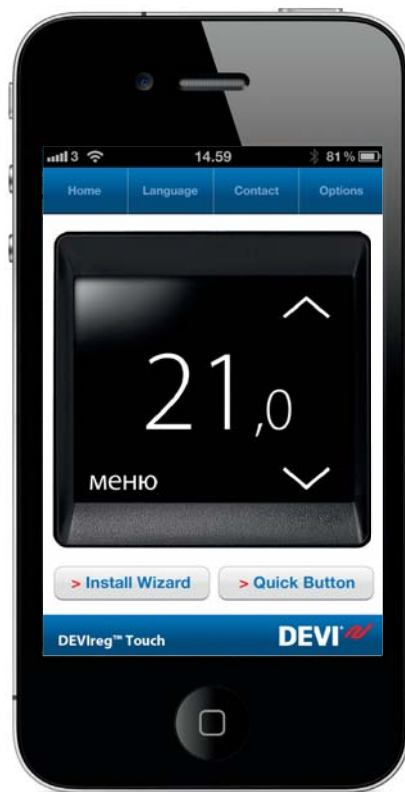 3 14.59 81 %
Home Language Contact Options
21,0
меню
> Install Wizard > Quick Button
DEVIreg™ Touch DEVI®